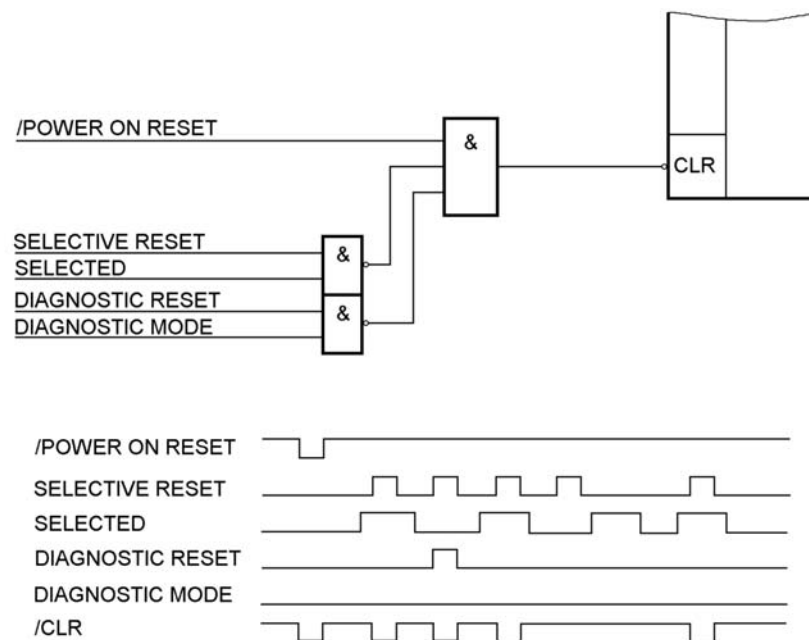 /POWER ON RESET
&
CLR
SELECTIVE RESET
SELECTED
&
DIAGNOSTIC RESET
DIAGNOSTIC MODE
&
/POWER ON RESET
SELECTIVE RESET
SELECTED
DIAGNOSTIC RESET
DIAGNOSTIC MODE
/CLR